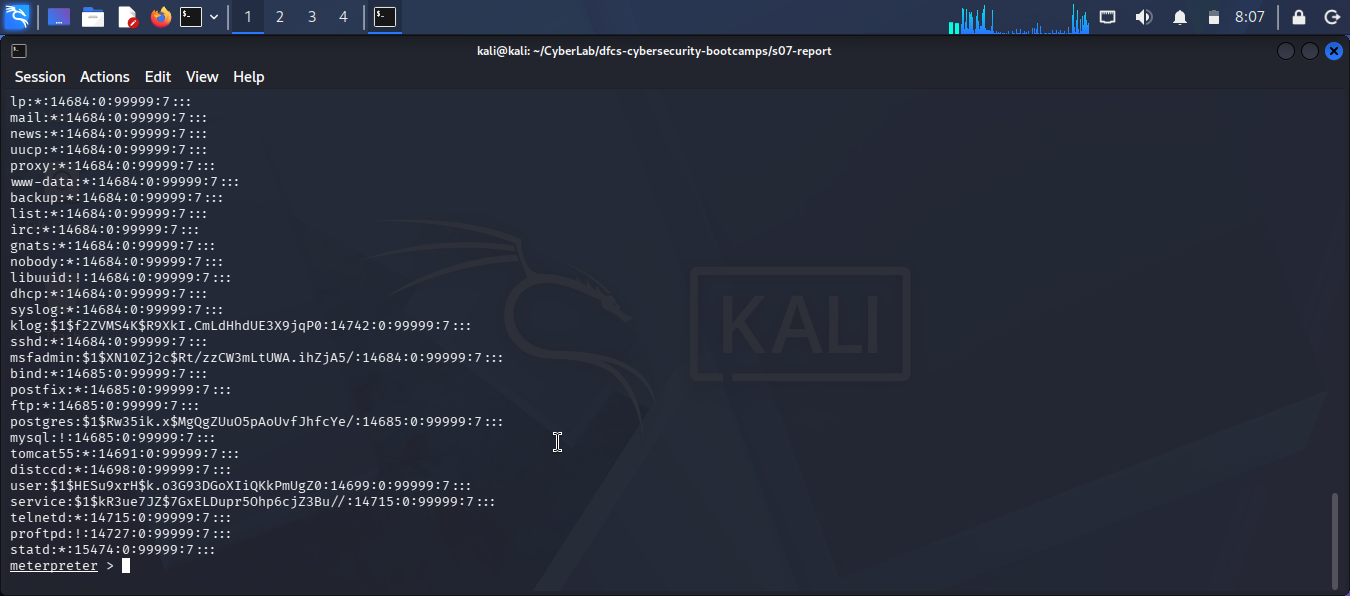 1 2 3 4 8:07
kali@kali: ~/CyberLab/dfcs-cybersecurity-bootcamps/s07-report
Session Actions Edit View Help
lp:*:14684:0:99999:7:::
mail:*:14684:0:99999:7:::
news:*:14684:0:99999:7:::
uucp:*:14684:0:99999:7:::
proxy:*:14684:0:99999:7:::
www-data:*:14684:0:99999:7:::
backup:*:14684:0:99999:7:::
list:*:14684:0:99999:7:::
irc:*:14684:0:99999:7:::
gnats:*:14684:0:99999:7:::
nobody:*:14684:0:99999:7:::
libuuid:!:14684:0:99999:7:::
dhcp:*:14684:0:99999:7:::
syslog:*:14684:0:99999:7:::
klog:$1$f2ZVMS4K$R9XkI.CmLdHhdUE3X9jqP0:14742:0:99999:7:::
sshd:*:14684:0:99999:7:::
msfadmin:$1$XN10Zj2c$Rt/zzCW3mLtUWA.ihZjA5/:14684:0:99999:7:::
bind:*:14685:0:99999:7:::
postfix:*:14685:0:99999:7:::
ftp:*:14685:0:99999:7:::
postgres:$1$Rw35ik.x$MgQgZUuO5pAoUvfJhfcYe/:14685:0:99999:7:::
mysql:!:14685:0:99999:7:::
tomcat55:*:14691:0:99999:7:::
distccd:*:14698:0:99999:7:::
user:$1$HESu9xrH$k.o3G93DGoXIiQKkPmUgZ0:14699:0:99999:7:::
service:$1$kR3ue7JZ$7GxELDupr5Ohp6cjZ3Bu//:14715:0:99999:7:::
telnetd:*:14715:0:99999:7:::
proftpd:!:14727:0:99999:7:::
statd:*:15474:0:99999:7:::
meterpreter >
KALI